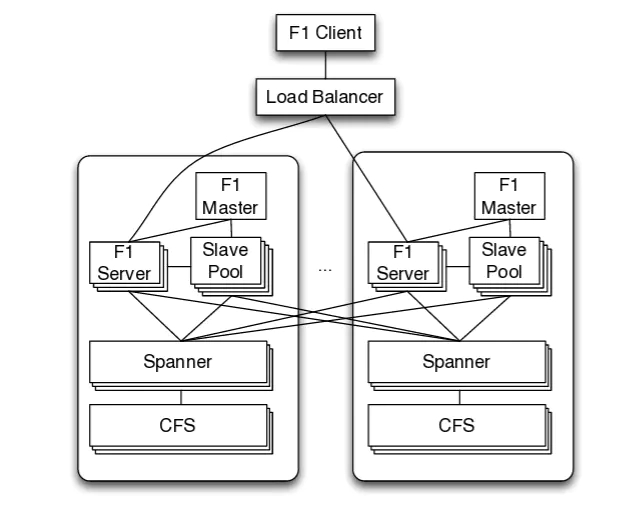 F1 Client
Load Balancer
F1
Master
F1
Server
Slave
Pool
Spanner
CFS
...
F1
Master
F1
Server
Slave
Pool
Spanner
CFS